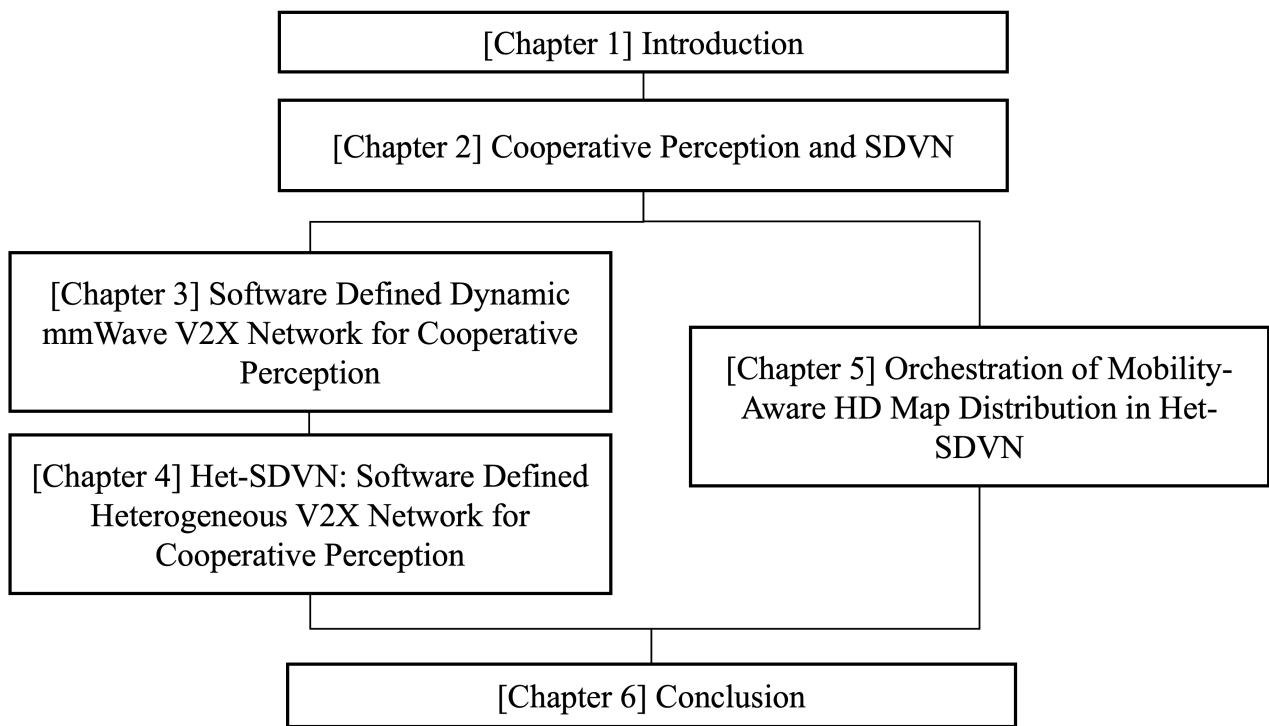 [Chapter 1] Introduction
[Chapter 2] Cooperative Perception and SDVN
[Chapter 3] Software Defined Dynamic
mmWave V2X Network for Cooperative
Perception
[Chapter 4] Het-SDVN: Software Defined
Heterogeneous V2X Network for
Cooperative Perception
[Chapter 5] Orchestration of Mobility-
Aware HD Map Distribution in Het-
SDVN
[Chapter 6] Conclusion